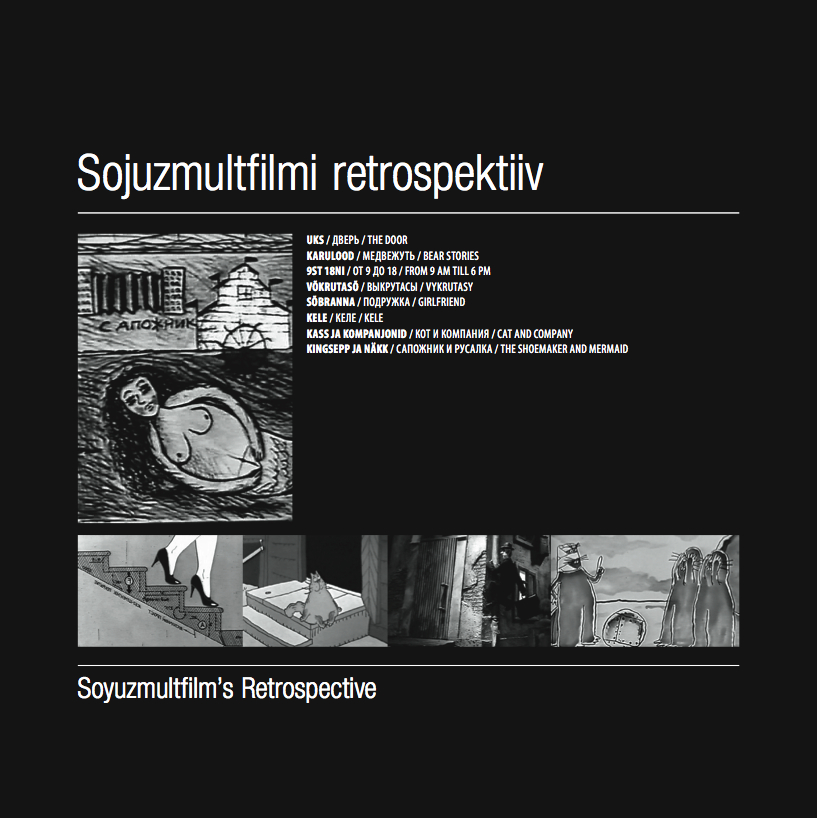 Sojuzmultfilmi retrospektiiv
UKS / ДВЕРЬ / THE DOOR
KARULOOD / МЕДВЕЖУТЬ / BEAR STORIES
9ST 18NI / ОТ 9 ДО 18 / FROM 9 AM TILL 6 PM
VÕKRUTASÕ / ВЫКРУТАСЫ / VYKRUTASY
SÕBRANNA / ПОДРУЖКА / GIRLFRIEND
KELE / КЕЛЕ / KELE
KASS JA KOMPANJONID / КОТ И КОМПАНИЯ / CAT AND COMPANY
KINGSEPP JA NÄKK / САПОЖНИК И РУСАЛКА / THE SHOEMAKER AND MERMAID
САПОЖНИК
Soyuzmultfilm's Retrospective